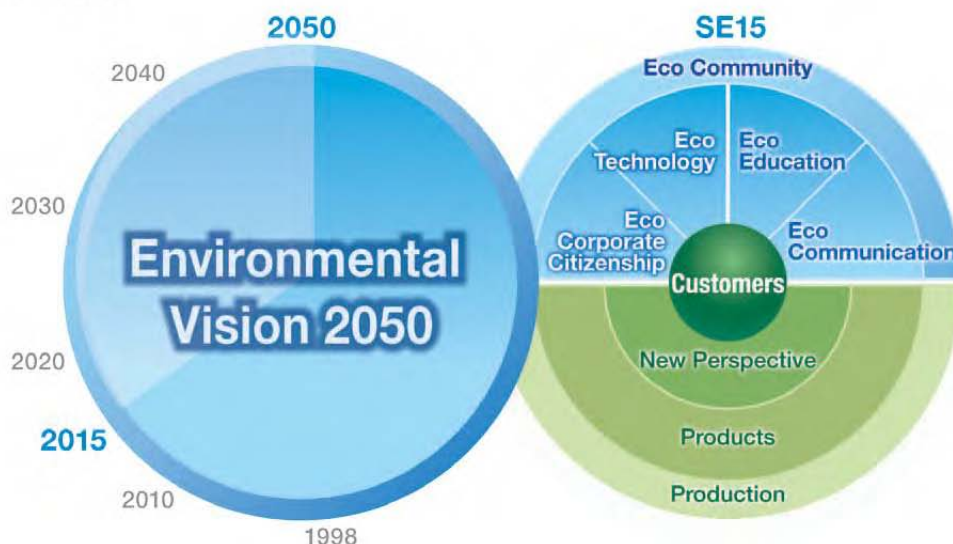 2050
2040
2030
2020
2015
2010
1998
Environmental
Vision 2050
SE15
Eco Community
Eco
Technology
Eco
Education
Eco
Corporate
Citizenship
Eco
Communication
Customers
New Perspective
Products
Production